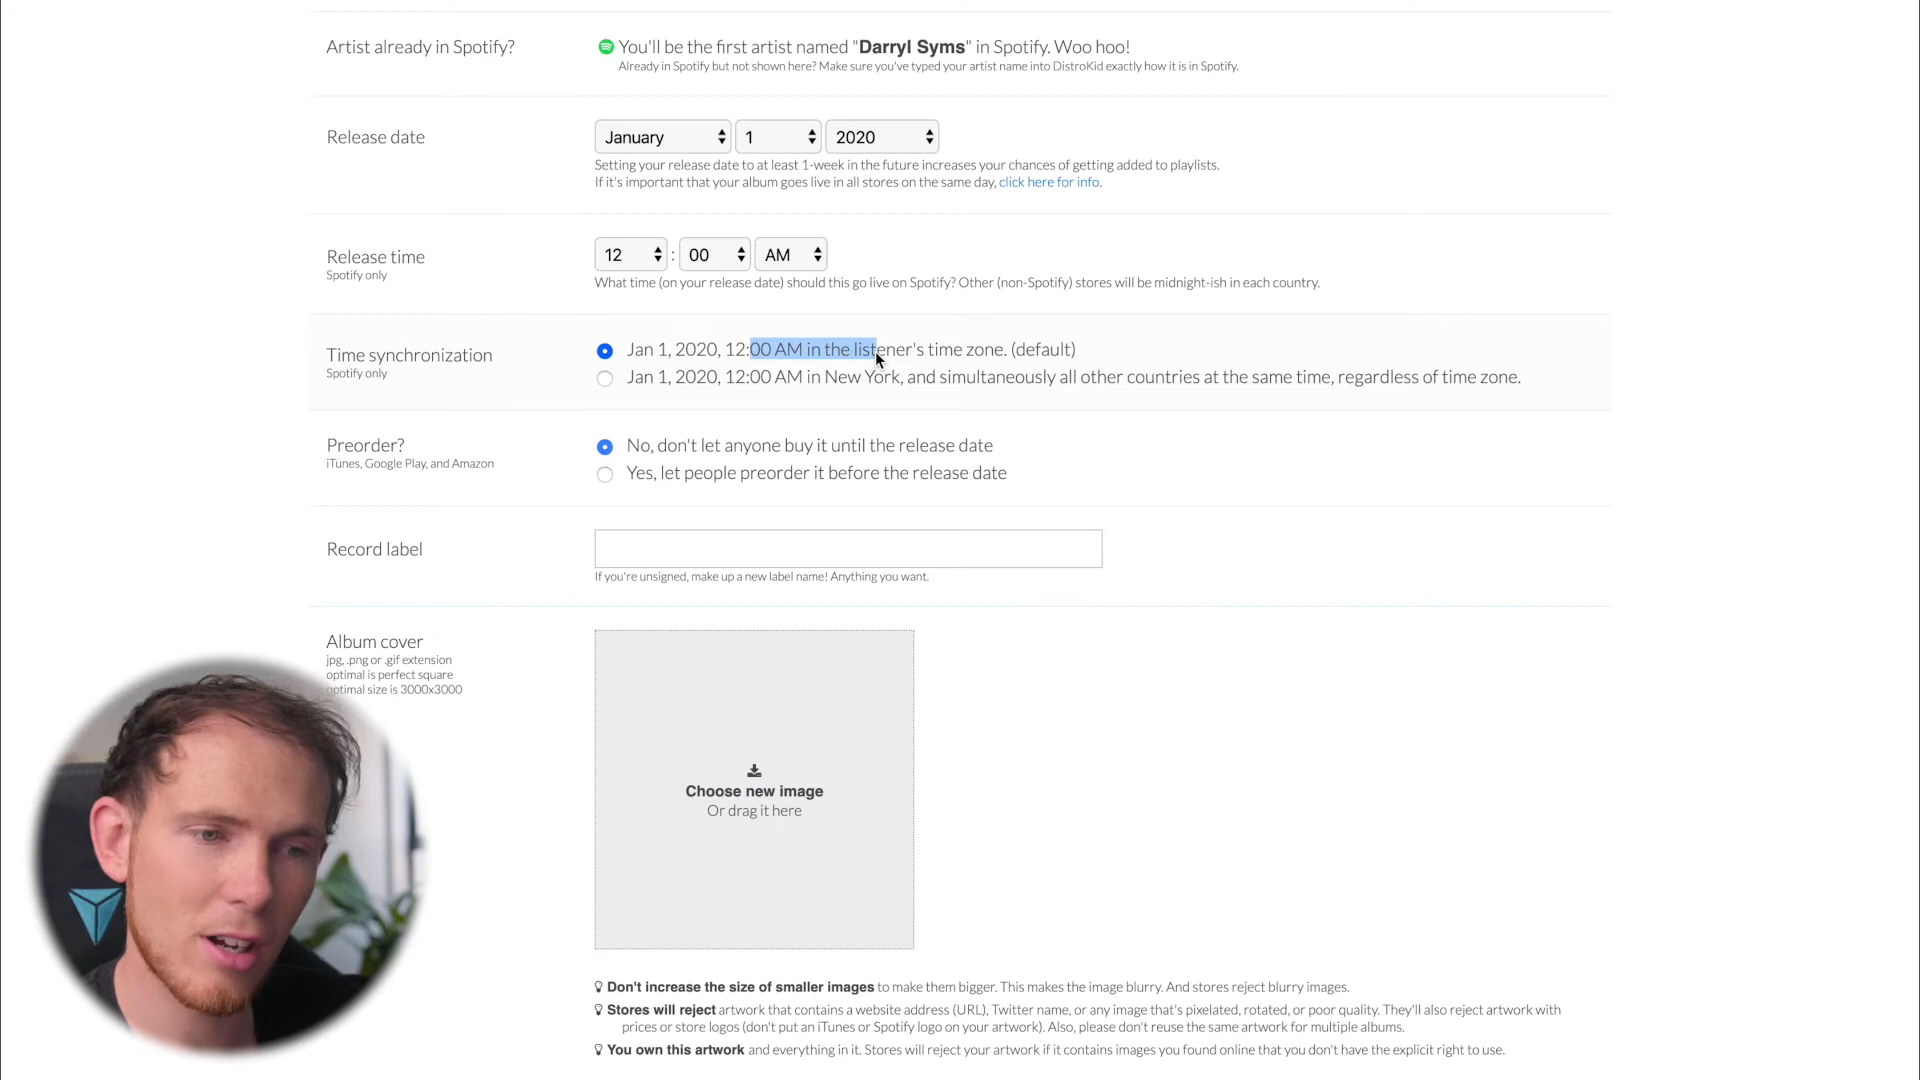 Artist already in Spotify?
You'll be the first artist named "Darryl Syms" in Spotify. Woo hoo!
Already in Spotify but not shown here? Make sure you've typed your artist name into DistroKid exactly how it is in Spotify.
Release date
January 1 2020
Setting your release date to at least 1-week in the future increases your chances of getting added to playlists.
If it's important that your album goes live in all stores on the same day, click here for info.
Release time
Spotify only
12 : 00 AM
What time (on your release date) should this go live on Spotify? Other (non-Spotify) stores will be midnight-ish in each country.
Time synchronization
Spotify only
Jan 1, 2020, 12:00 AM in the listener's time zone. (default)
Jan 1, 2020, 12:00 AM in New York, and simultaneously all other countries at the same time, regardless of time zone.
Preorder?
iTunes, Google Play, and Amazon
No, don't let anyone buy it until the release date
Yes, let people preorder it before the release date
Record label
If you're unsigned, make up a new label name! Anything you want.
Album cover
jpg, .png or .gif extension
optimal is perfect square
optimal size is 3000x3000
Choose new image
Or drag it here
Don't increase the size of smaller images to make them bigger. This makes the image blurry. And stores reject blurry images.
Stores will reject artwork that contains a website address (URL), Twitter name, or any image that's pixelated, rotated, or poor quality. They'll also reject artwork with
prices or store logos (don't put an iTunes or Spotify logo on your artwork). Also, please don't reuse the same artwork for multiple albums.
You own this artwork and everything in it. Stores will reject your artwork if it contains images you found online that you don't have the explicit right to use.